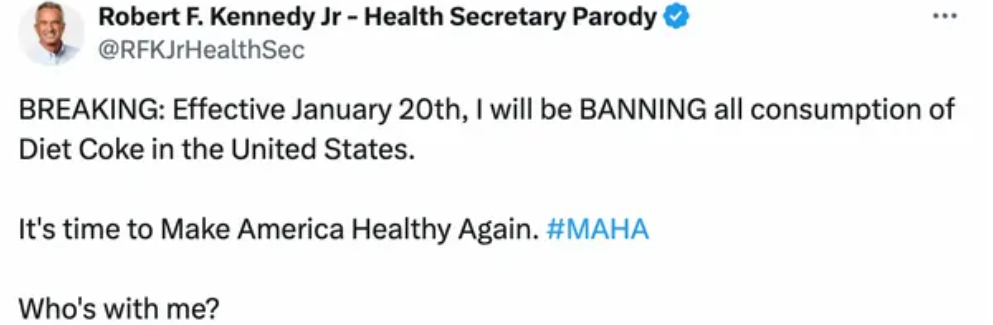 Robert F. Kennedy Jr - Health Secretary Parody
@RFKJrHealthSec
BREAKING: Effective January 20th, I will be BANNING all consumption of
Diet Coke in the United States.
It's time to Make America Healthy Again. #MAHA
Who's with me?